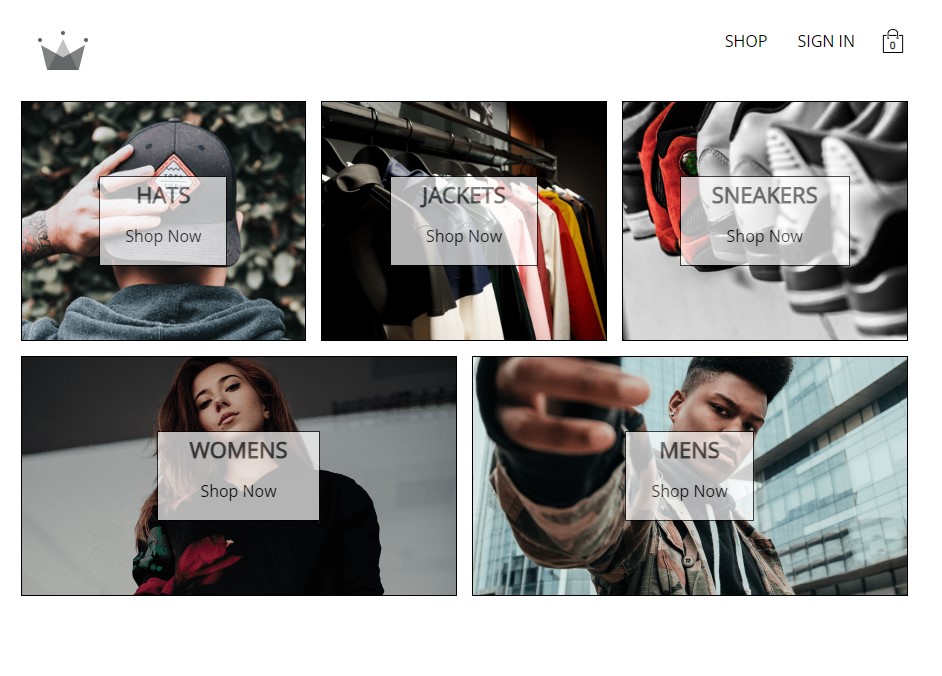 SHOP SIGN IN 0
HATS
Shop Now
JACKETS
Shop Now
SNEAKERS
Shop Now
WOMENS
Shop Now
MENS
Shop Now